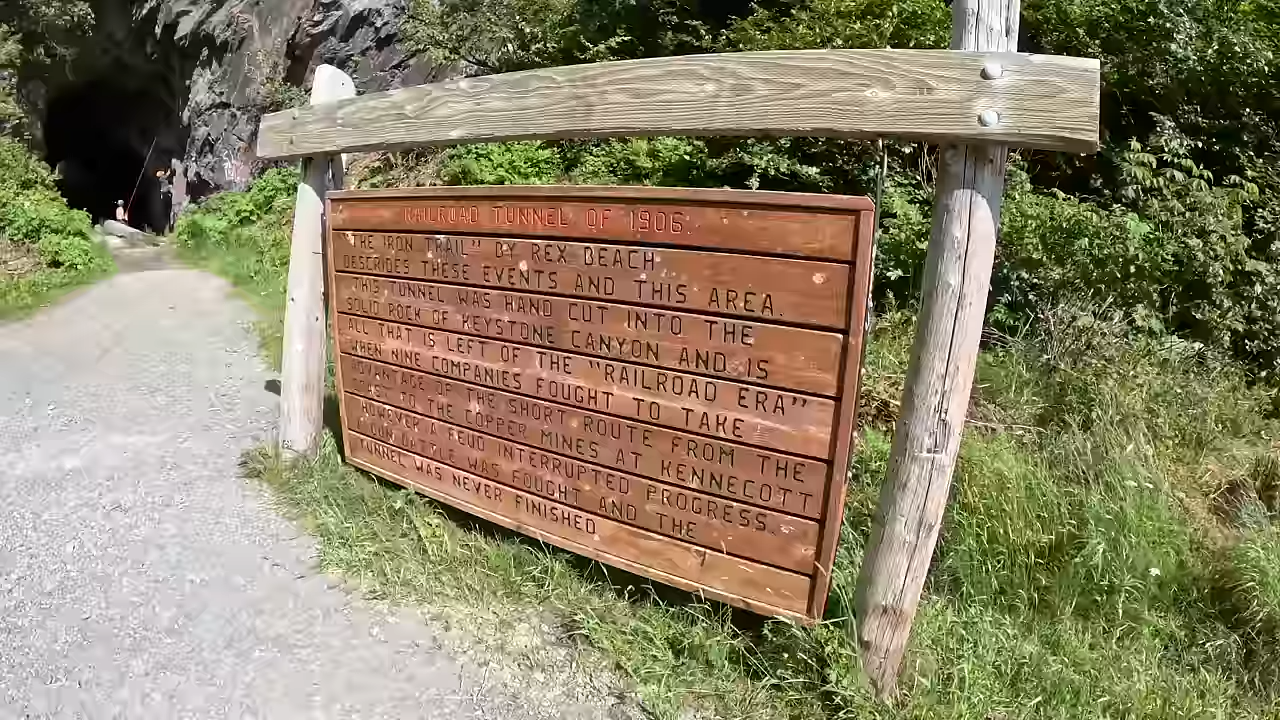 RAILROAD TUNNEL OF 1906.
"THE IRON TRAIL" BY REX BEACH
DESCRIDES THESE EVENTS AND THIS AREA.
THIS TUNNEL WAS HAND CUT INTO THE
SOLID ROCK OF KEYSTONE CANYON AND IS
ALL THAT IS LEFT OF THE "RAILROAD ERA"
WHEN NINE COMPANIES FOUGHT TO TAKE
ADVANTAGE OF THE SHORT ROUTE FROM THE
COAST TO THE COPPER MINES AT KENNECOTT
HOWEVER A FEUD INTERRUPTED PROGRESS.
A GUN BATTLE WAS FOUGHT AND THE
TUNNEL WAS NEVER FINISHED